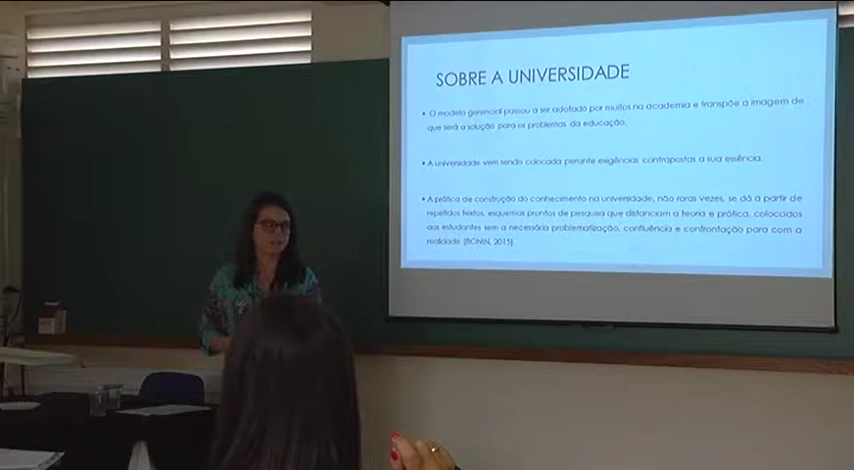 SOBRE A UNIVERSIDADE
• O modelo gerencial passou a ser adotado por muitos na academia e transpõe a imagem de
que será a solução para os problemas da educação.
• A universidade vem sendo colocada perante exigências contrapostas a sua essência.
• A prática de construção do conhecimento na universidade, não raras vezes, se dá a partir de
repetidos textos, esquemas prontos de pesquisa que distanciam a teoria e prática, colocados
aos estudantes sem a necessária problematização, confluência e confrontação para com a
realidade (BONIN, 2015).